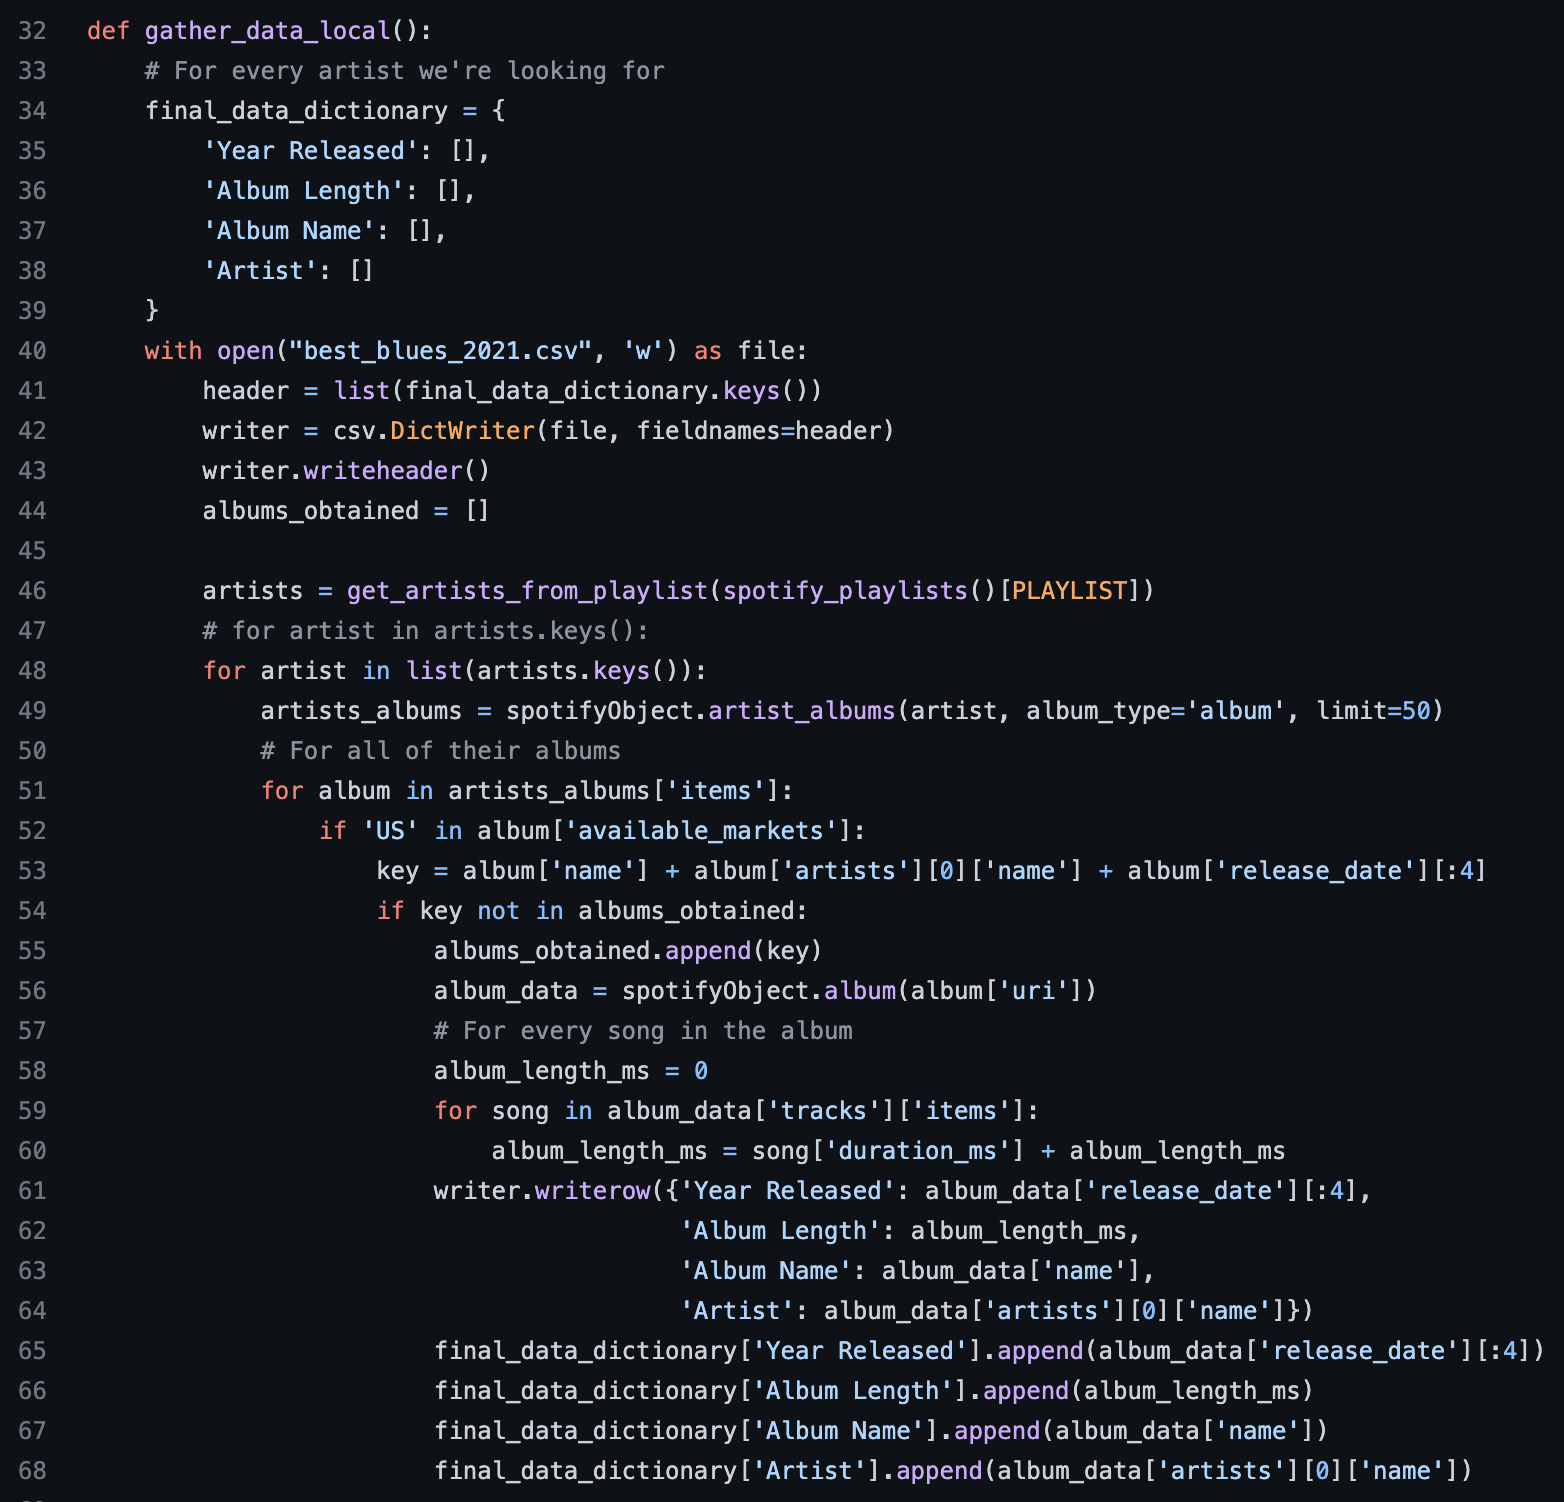 32 def gather_data_local():
33     # For every artist we're looking for
34     final_data_dictionary = {
35         'Year Released': [],
36         'Album Length': [],
37         'Album Name': [],
38         'Artist': []
39     }
40     with open("best_blues_2021.csv", 'w') as file:
41         header = list(final_data_dictionary.keys())
42         writer = csv.DictWriter(file, fieldnames=header)
43         writer.writeheader()
44         albums_obtained = []
45
46         artists = get_artists_from_playlist(spotify_playlists()[PLAYLIST])
47         # for artist in artists.keys():
48         for artist in list(artists.keys()):
49             artists_albums = spotifyObject.artist_albums(artist, album_type='album', limit=50)
50             # For all of their albums
51             for album in artists_albums['items']:
52                 if 'US' in album['available_markets']:
53                     key = album['name'] + album['artists'][0]['name'] + album['release_date'][:4]
54                     if key not in albums_obtained:
55                         albums_obtained.append(key)
56                         album_data = spotifyObject.album(album['uri'])
57                         # For every song in the album
58                         album_length_ms = 0
59                         for song in album_data['tracks']['items']:
60                             album_length_ms = song['duration_ms'] + album_length_ms
61                         writer.writerow({'Year Released': album_data['release_date'][:4],
62                                          'Album Length': album_length_ms,
63                                          'Album Name': album_data['name'],
64                                          'Artist': album_data['artists'][0]['name']})
65                         final_data_dictionary['Year Released'].append(album_data['release_date'][:4])
66                         final_data_dictionary['Album Length'].append(album_length_ms)
67                         final_data_dictionary['Album Name'].append(album_data['name'])
68                         final_data_dictionary['Artist'].append(album_data['artists'][0]['name'])